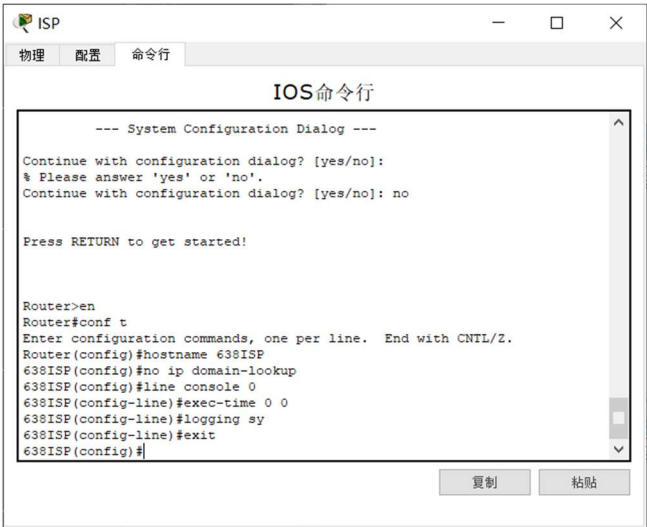 ISP
物理 配置 命令行
IOS命令行
--- System Configuration Dialog ---
Continue with configuration dialog? [yes/no]:
% Please answer 'yes' or 'no'.
Continue with configuration dialog? [yes/no]: no
Press RETURN to get started!
Router>en
Router#conf t
Enter configuration commands, one per line.  End with CNTL/Z.
Router(config)#hostname 638ISP
638ISP(config)#no ip domain-lookup
638ISP(config)#line console 0
638ISP(config-line)#exec-time 0 0
638ISP(config-line)#logging sy
638ISP(config-line)#exit
638ISP(config)#
复制 粘贴